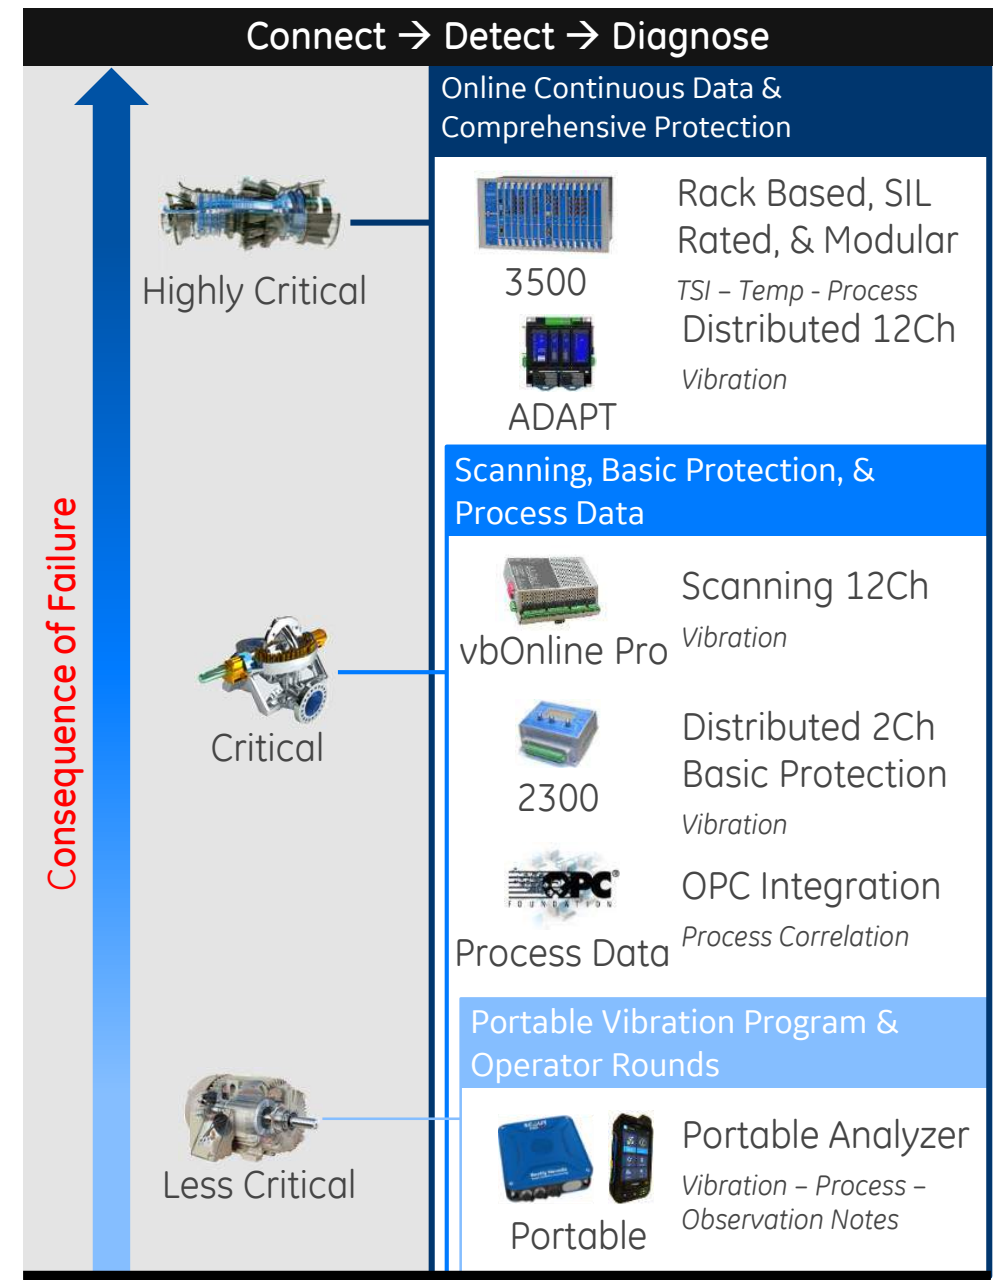 Connect → Detect → Diagnose
Online Continuous Data &
Comprehensive Protection
Rack Based, SIL
Rated, & Modular
TSI – Temp - Process
3500
Highly Critical
Distributed 12Ch
Vibration
ADAPT
Scanning, Basic Protection, &
Process Data
Scanning 12Ch
Vibration
vbOnline Pro
Consequence of Failure
Critical
Distributed 2Ch
Basic Protection
Vibration
2300
OPC
FOUNDATION
OPC Integration
Process Correlation
Process Data
Portable Vibration Program &
Operator Rounds
Portable Analyzer
Vibration – Process –
Observation Notes
Bently Nevada
Less Critical
Portable